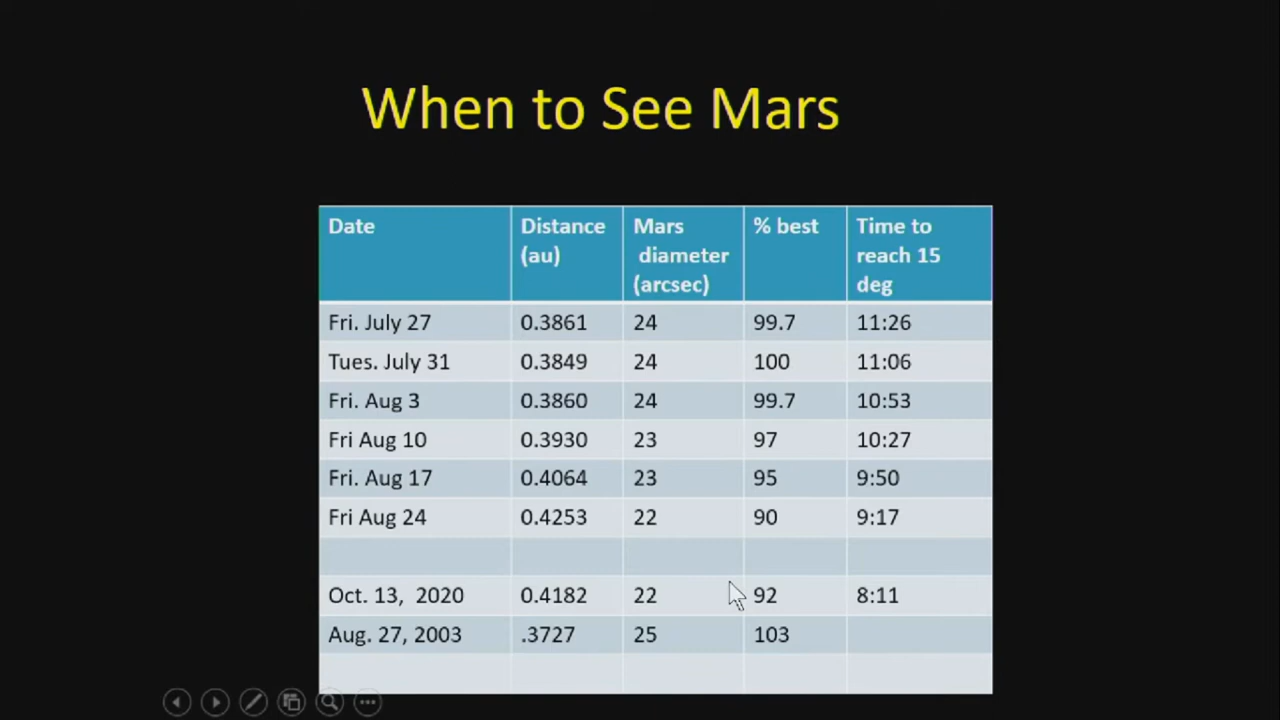 When to See Mars
Date Distance (au) Mars diameter (arcsec) % best Time to reach 15 deg
Fri. July 27 0.3861 24 99.7 11:26
Tues. July 31 0.3849 24 100 11:06
Fri. Aug 3 0.3860 24 99.7 10:53
Fri Aug 10 0.3930 23 97 10:27
Fri. Aug 17 0.4064 23 95 9:50
Fri Aug 24 0.4253 22 90 9:17
Oct. 13, 2020 0.4182 22 92 8:11
Aug. 27, 2003 .3727 25 103